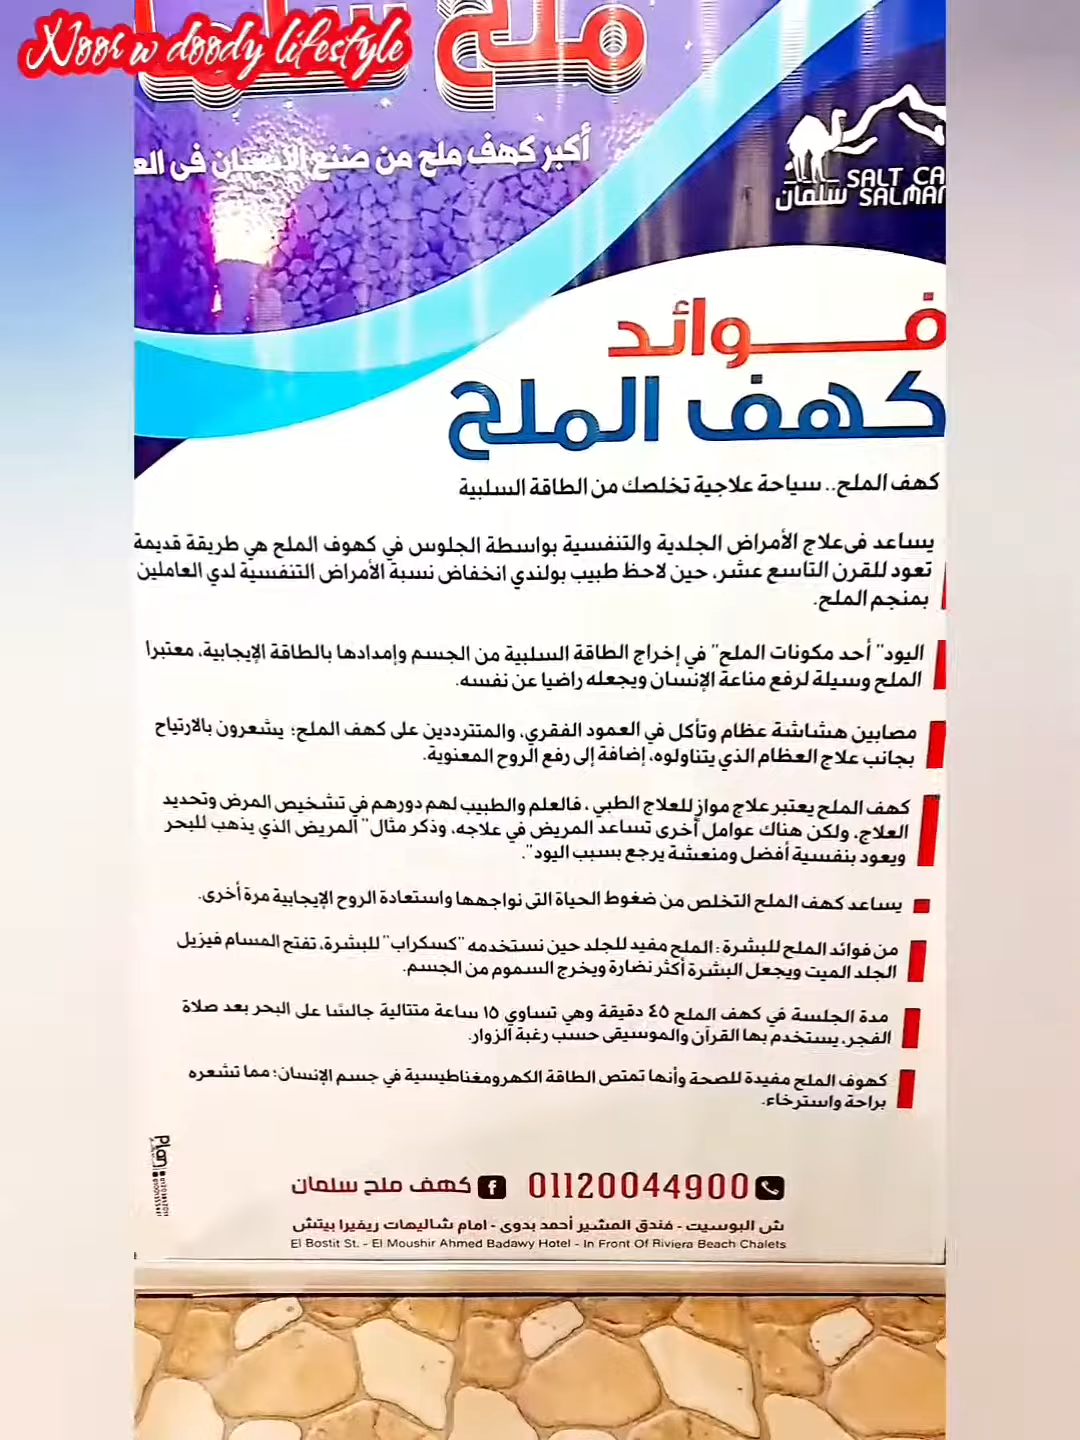 Noor w doody lifestyle
ملح
أكبر كهف ملح من صنع الإنسان فى
SALT
سلمان
فـوائد
كهف الملح
كهف الملح.. سياحة علاجية تخلصك من الطاقة السلبية
يساعد فى علاج الأمراض الجلدية والتنفسية بواسطة الجلوس في كهوف الملح هي طريقة قديمة
تعود للقرن التاسع عشر، حين لاحظ طبيب بولندي انخفاض نسبة الأمراض التنفسية لدي العاملين
بمنجم الملح.
اليود" أحد مكونات الملح" في إخراج الطاقة السلبية من الجسم وإمدادها بالطاقة الإيجابية، معتبرا
الملح وسيلة لرفع مناعة الإنسان ويجعله راضيا عن نفسه.
مصابين هشاشة عظام وتأكل في العمود الفقري، والمتترددين على كهف الملح؛ يشعرون بالارتياح
بجانب علاج العظام الذي يتناولوه، إضافة إلى رفع الروح المعنوية.
كهف الملح يعتبر علاج مواز للعلاج الطبي ، فالعلم والطبيب لهم دورهم في تشخيص المرض وتحديد
العلاج، ولكن هناك عوامل أخرى تساعد المريض في علاجه، وذكر مثال" المريض الذي يذهب للبحر
ويعود بنفسية أفضل ومنعشة يرجع بسبب اليود".
يساعد كهف الملح التخلص من ضغوط الحياة التى نواجهها واستعادة الروح الإيجابية مرة أخرى.
من فوائد الملح للبشرة : الملح مفيد للجلد حين نستخدمه "كسكراب" للبشرة، تفتح المسام فيزيل
الجلد الميت ويجعل البشرة أكثر نضارة ويخرج السموم من الجسم.
مدة الجلسة في كهف الملح ٤٥ دقيقة وهي تساوي ١٥ ساعة متتالية جالسًا على البحر بعد صلاة
الفجر، يستخدم بها القرآن والموسيقى حسب رغبة الزوار.
كهوف الملح مفيدة للصحة وأنها تمتص الطاقة الكهرومغناطيسية في جسم الإنسان؛ مما تشعره
براحة واسترخاء.
01120044900
كهف ملح سلمان
ش البوسيت - فندق المشير أحمد بدوى - امام شاليهات ريفيرا بيتش
El Bostit St. - El Moushir Ahmed Badawy Hotel - In Front Of Riviera Beach Chalets
Plan